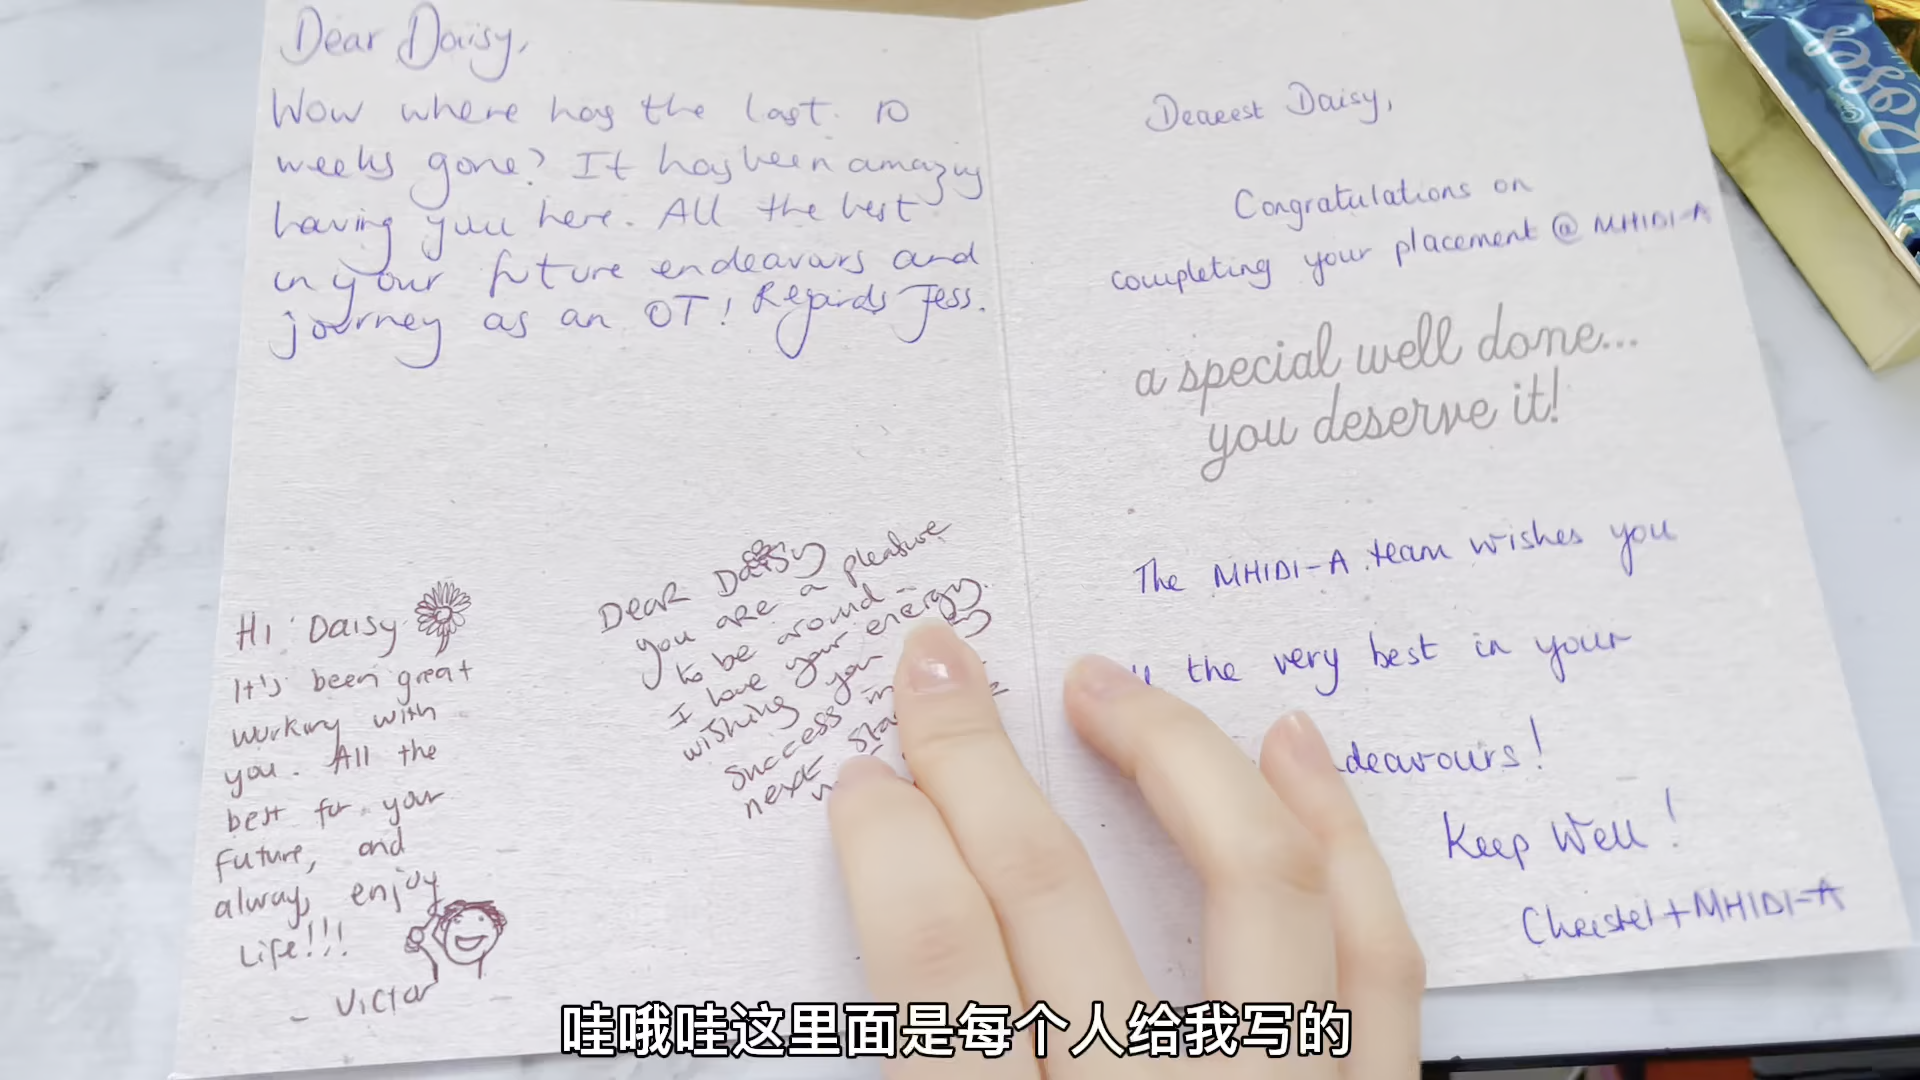 Dear Daisy,
Wow where has the last 10
weeks gone? It has been amazing
having you here. All the best
in your future endeavours and
journey as an OT! Regards Jess.
Hi Daisy
It's been great
working with
you. All the
best for your
future, and
always enjoy
Life!!!
- Victor
Dear Daisy
you are a pleasure
to be around -
I love your energy.
wishing you
success in
next
Dearest Daisy,
Congratulations on
completing your placement @ MHIDI-A
a special well done...
you deserve it!
The MHIDI-A team wishes you
the very best in your
deavours!
Keep Well!
Christel + MHIDI-A
哇哦哇这里面是每个人给我写的